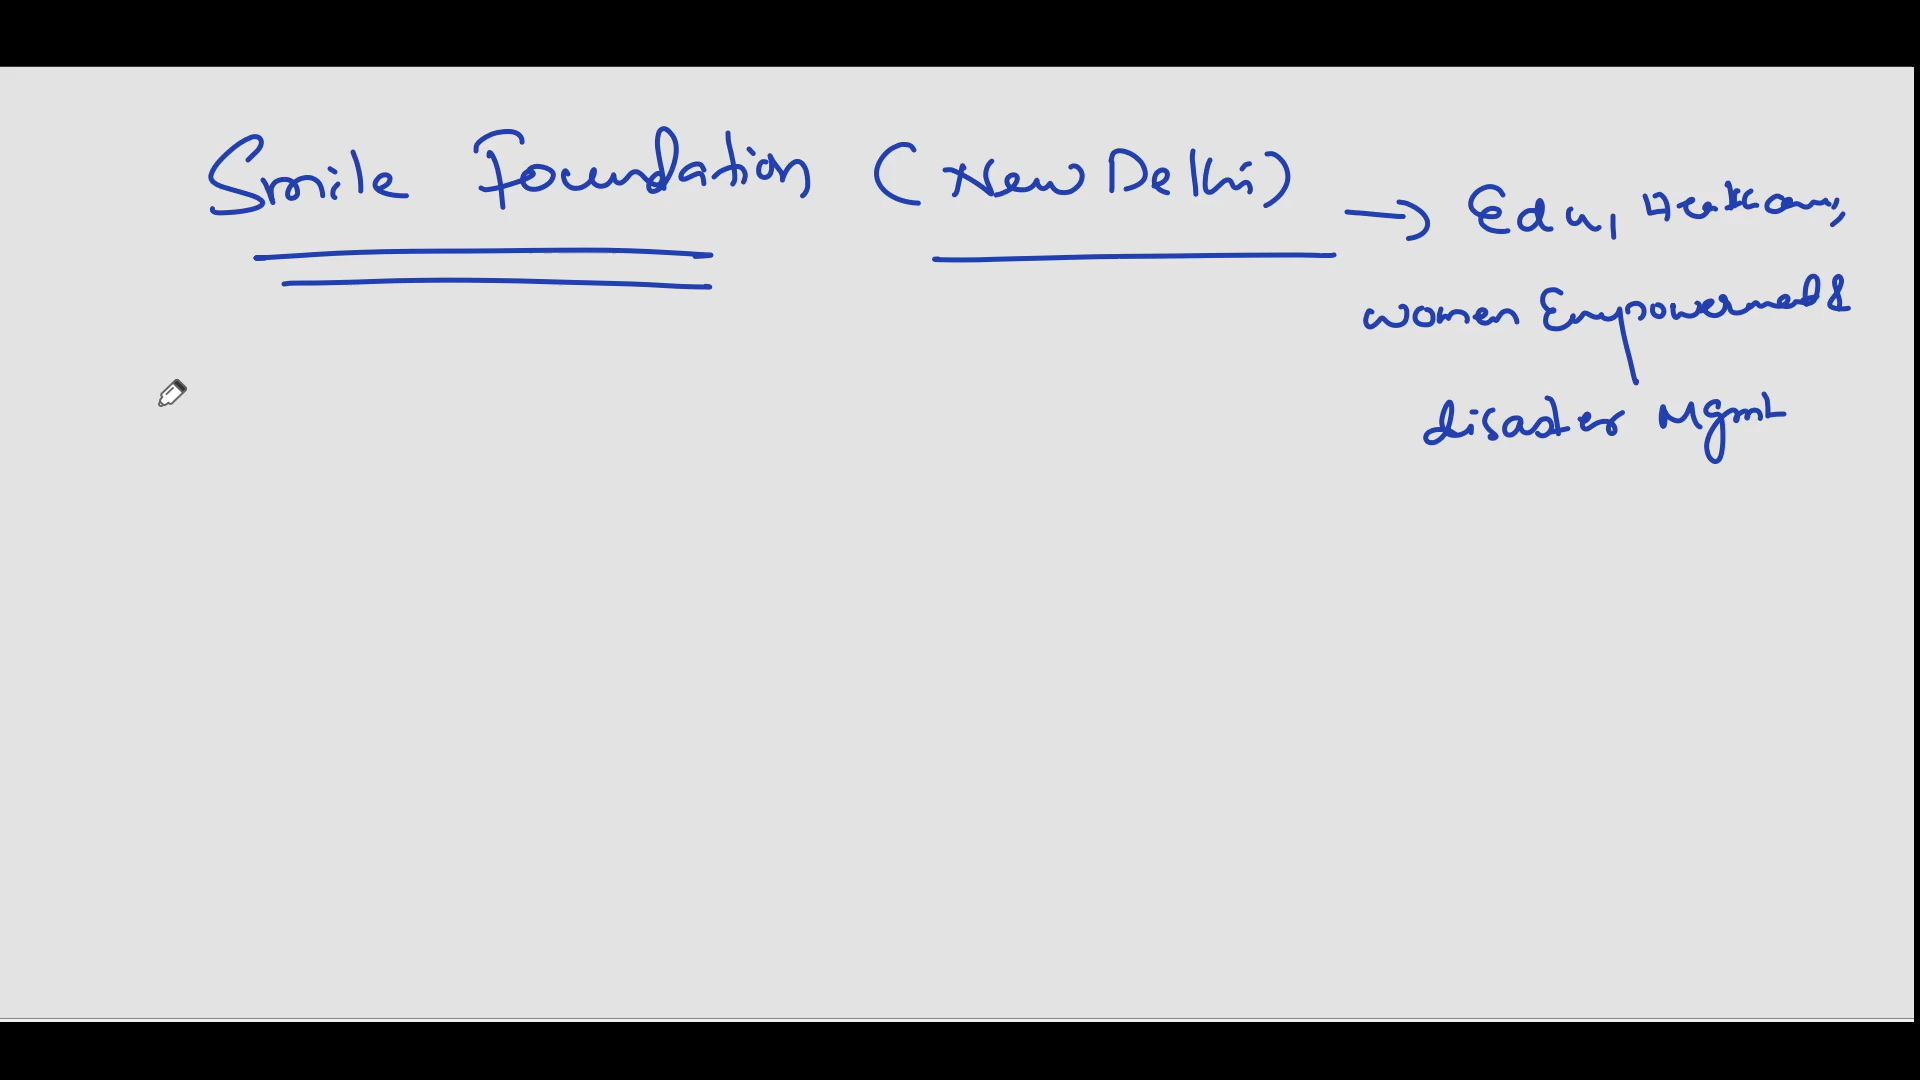 Smile Foundation (New Delhi) → Edu, Healthcare,
women Empowerment &
disaster Mgmt